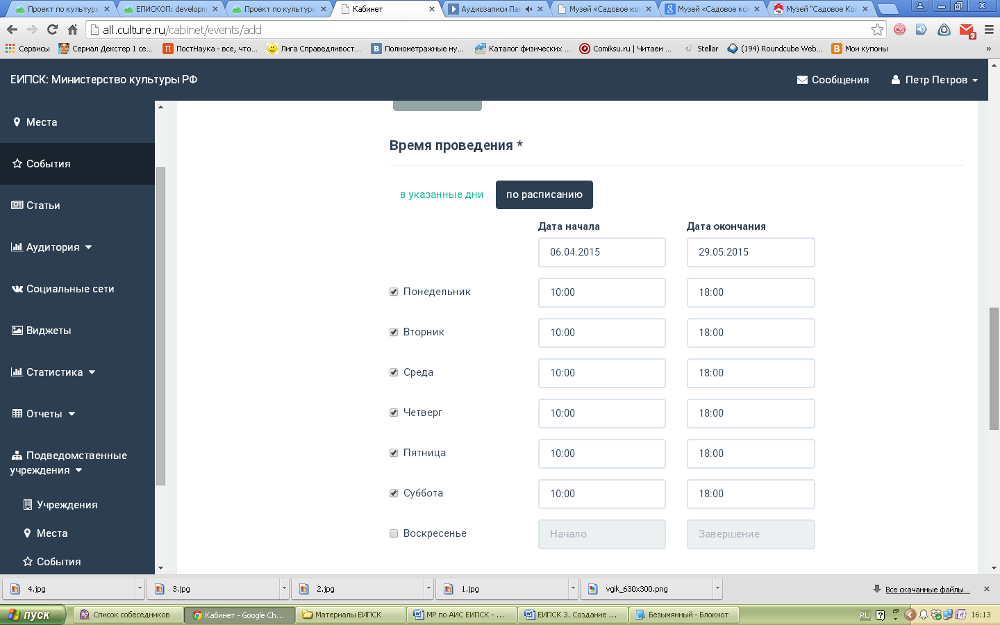 Проект по культуре
ЕПИСКОП: developm
Проект по культуре
Кабинет
Аудиозаписи Пав
Музей «Садовое кол
Музей «Садовое кол
Музей "Садовое Кол
all.culture.ru/cabinet/events/add
3
Сервисы
Сериал Декстер 1 се...
ПостНаука - все, что...
Лига Справедливост...
Полнометражные му...
Каталог физических ...
Comiksu.ru | Читаем ...
Stellar
(194) Roundcube Web...
Мои купоны
»
ЕИПСК: Министерство культуры РФ
Сообщения
Петр Петров
Места
События
Статьи
Аудитория
Социальные сети
Виджеты
Статистика
Отчеты
Подведомственные
учреждения
Учреждения
Места
События
Время проведения *
в указанные дни
по расписанию
Дата начала
Дата окончания
06.04.2015
29.05.2015
Понедельник
10:00
18:00
Вторник
10:00
18:00
Среда
10:00
18:00
Четверг
10:00
18:00
Пятница
10:00
18:00
Суббота
10:00
18:00
Воскресенье
Начало
Завершение
4.jpg
3.jpg
2.jpg
1.jpg
vgik_630x300.png
Все скачанные файлы...
пуск
Список собеседников
Кабинет - Google Ch...
Материалы ЕИПСК
МР по АИС ЕИПСК - ...
ЕИПСК 3. Создание ...
Безымянный - Блокнот
RU
16:13